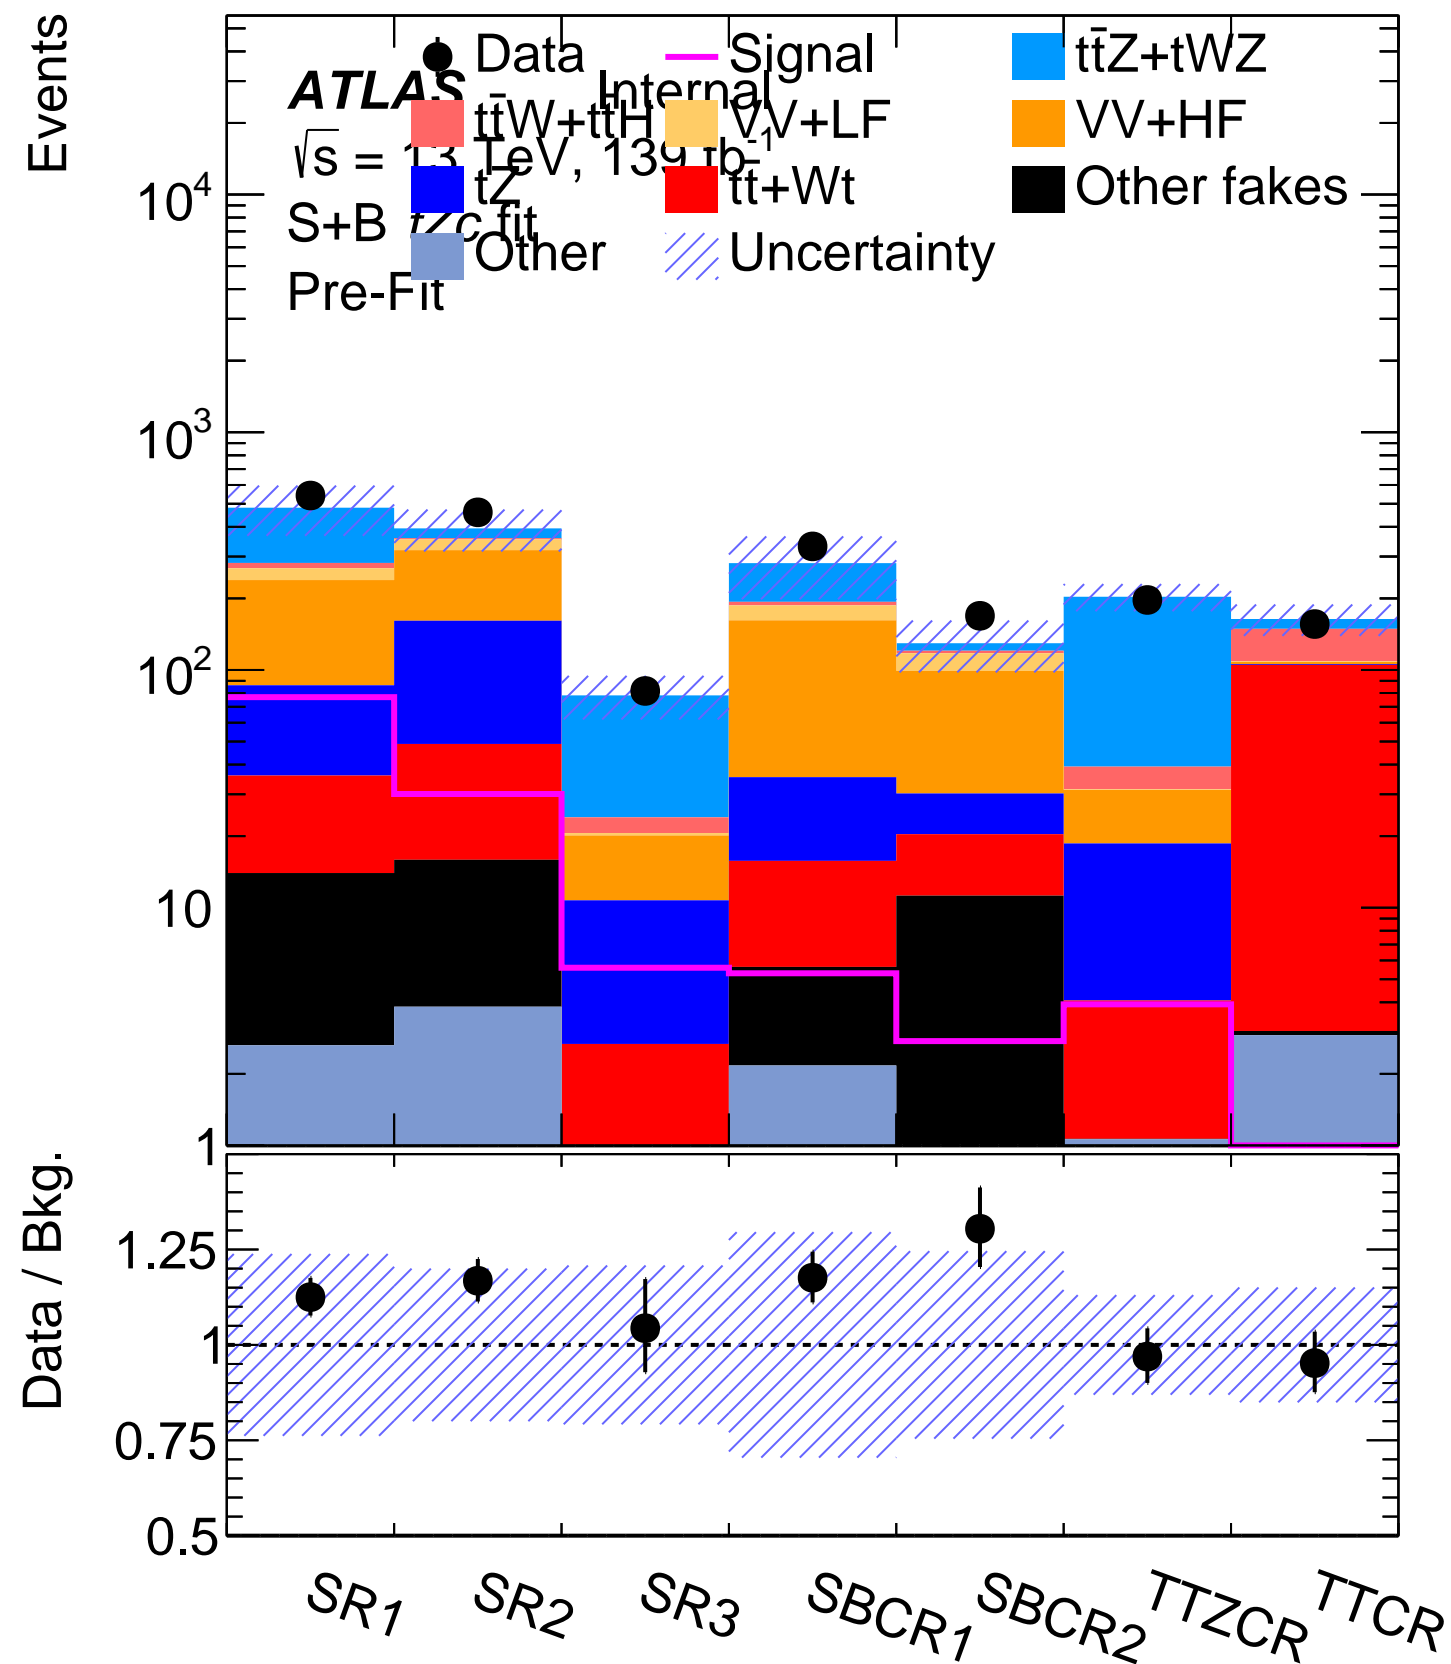 Events
Data
Signal
tt̄Z+tWZ
ATLAS Internal
tt̄W+tt̄H
VV+LF
VV+HF
√s = 13 TeV, 139 fb⁻¹
tZ
tt̄+Wt
Other fakes
S+B tZc fit
Other
Uncertainty
Pre-Fit
10⁴
10³
10²
10
1
Data / Bkg.
1.25
1
0.75
0.5
SR1
SR2
SR3
SBCR1
SBCR2
TTZCR
TTCR